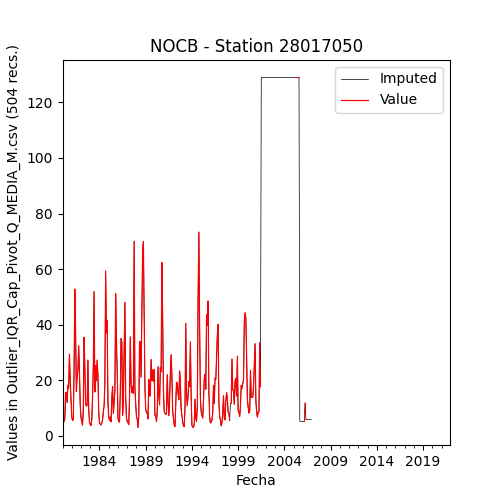 NOCB - Station 28017050
Values in Outlier_IQR_Cap_Pivot_Q_MEDIA_M.csv (504 recs.)
120
100
80
60
40
20
0
Imputed
Value
1984 1989 1994 1999 2004 2009 2014 2019
Fecha